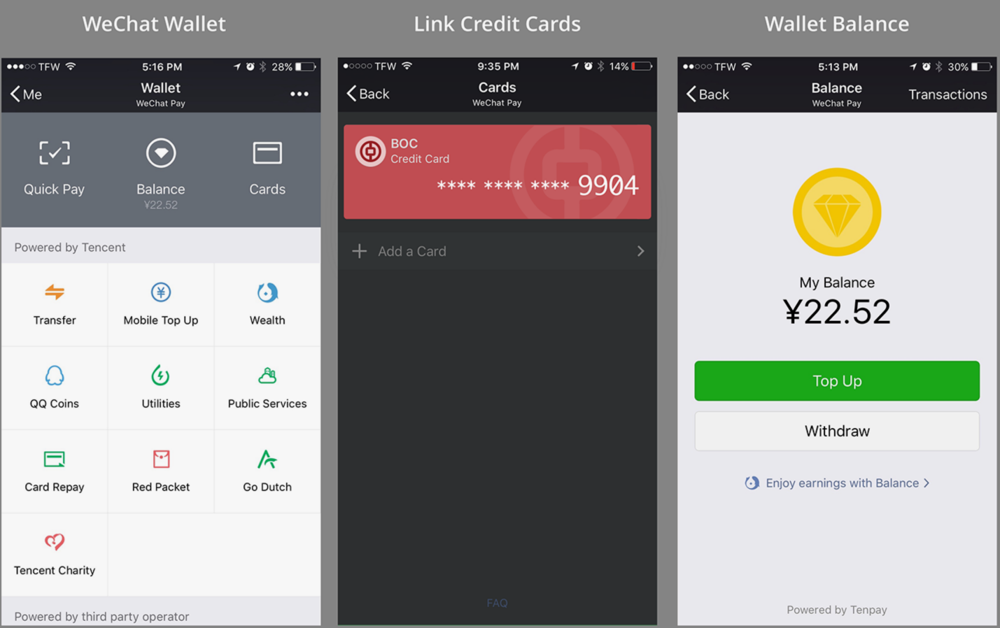 WeChat Wallet
TFW
5:16 PM
28%
Me
Wallet
WeChat Pay
Quick Pay
Balance
¥22.52
Cards
Powered by Tencent
Transfer
Mobile Top Up
Wealth
QQ Coins
Utilities
Public Services
Card Repay
Red Packet
Go Dutch
Tencent Charity
Powered by third party operator
Link Credit Cards
TFW
9:35 PM
14%
Back
Cards
WeChat Pay
BOC
Credit Card
**** **** **** 9904
Add a Card
FAQ
Wallet Balance
TFW
5:13 PM
30%
Back
Balance
WeChat Pay
Transactions
My Balance
¥22.52
Top Up
Withdraw
Enjoy earnings with Balance
Powered by Tenpay